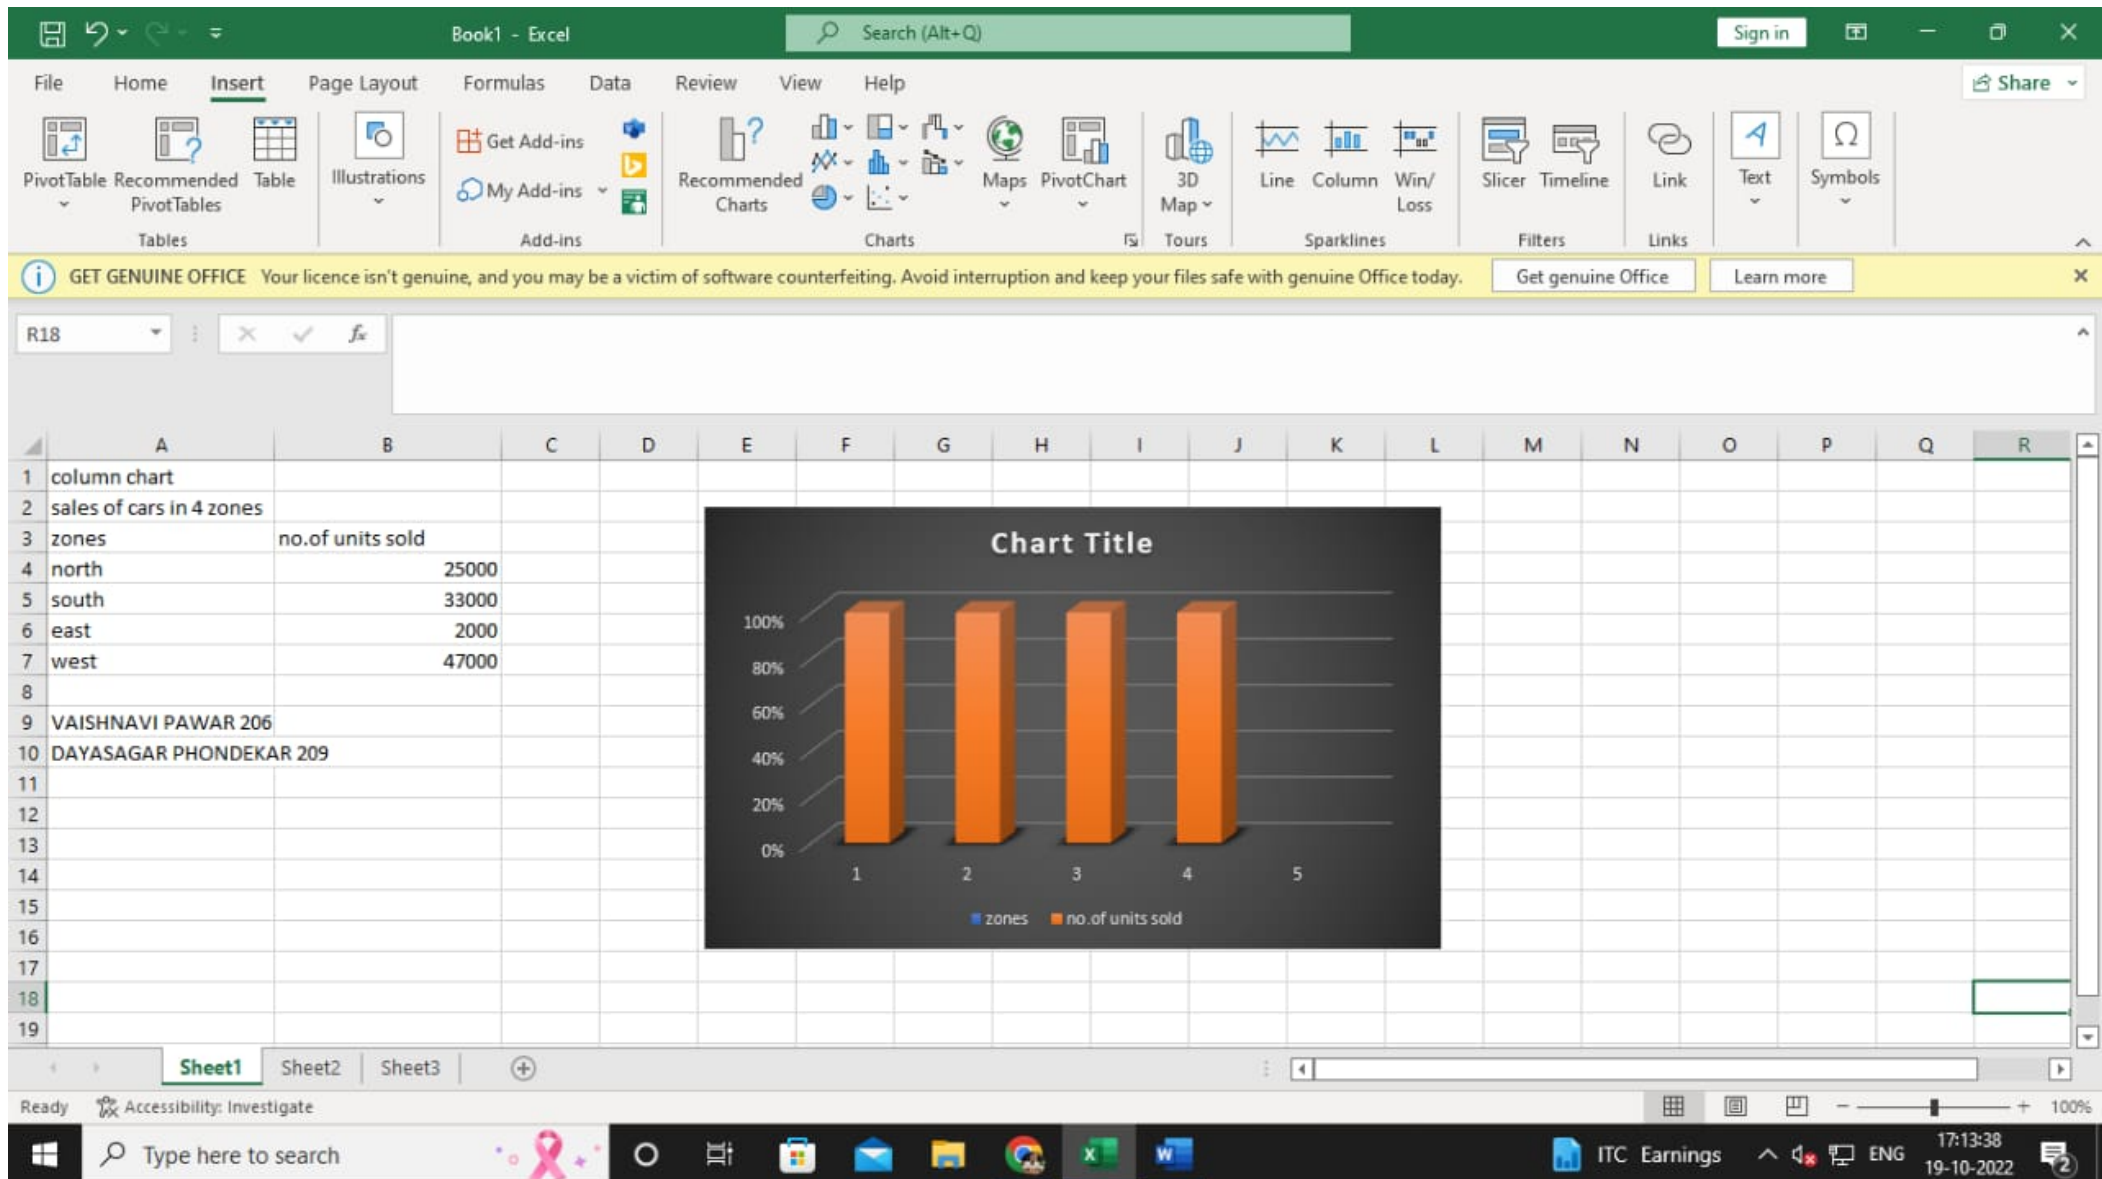 Book1 - Excel
Search (Alt+Q)
Sign in
File Home Insert Page Layout Formulas Data Review View Help
Share
PivotTable
Recommended PivotTables
Table
Illustrations
Get Add-ins
My Add-ins
Recommended Charts
Maps
PivotChart
3D Map
Line
Column
Win/ Loss
Slicer
Timeline
Link
Text
Symbols
Tables
Add-ins
Charts
Tours
Sparklines
Filters
Links
GET GENUINE OFFICE Your licence isn't genuine, and you may be a victim of software counterfeiting. Avoid interruption and keep your files safe with genuine Office today.
Get genuine Office
Learn more
R18
fx
A B C D E F G H I J K L M N O P Q R
1 column chart
2 sales of cars in 4 zones
3 zones no.of units sold
4 north 25000
5 south 33000
6 east 2000
7 west 47000
8
9 VAISHNAVI PAWAR 206
10 DAYASAGAR PHONDEKAR 209
11
12
13
14
15
16
17
18
19
Chart Title
100%
80%
60%
40%
20%
0%
1 2 3 4 5
zones no.of units sold
Sheet1 Sheet2 Sheet3
Ready Accessibility: Investigate
100%
Type here to search
ITC Earnings
ENG
17:13:38
19-10-2022
2